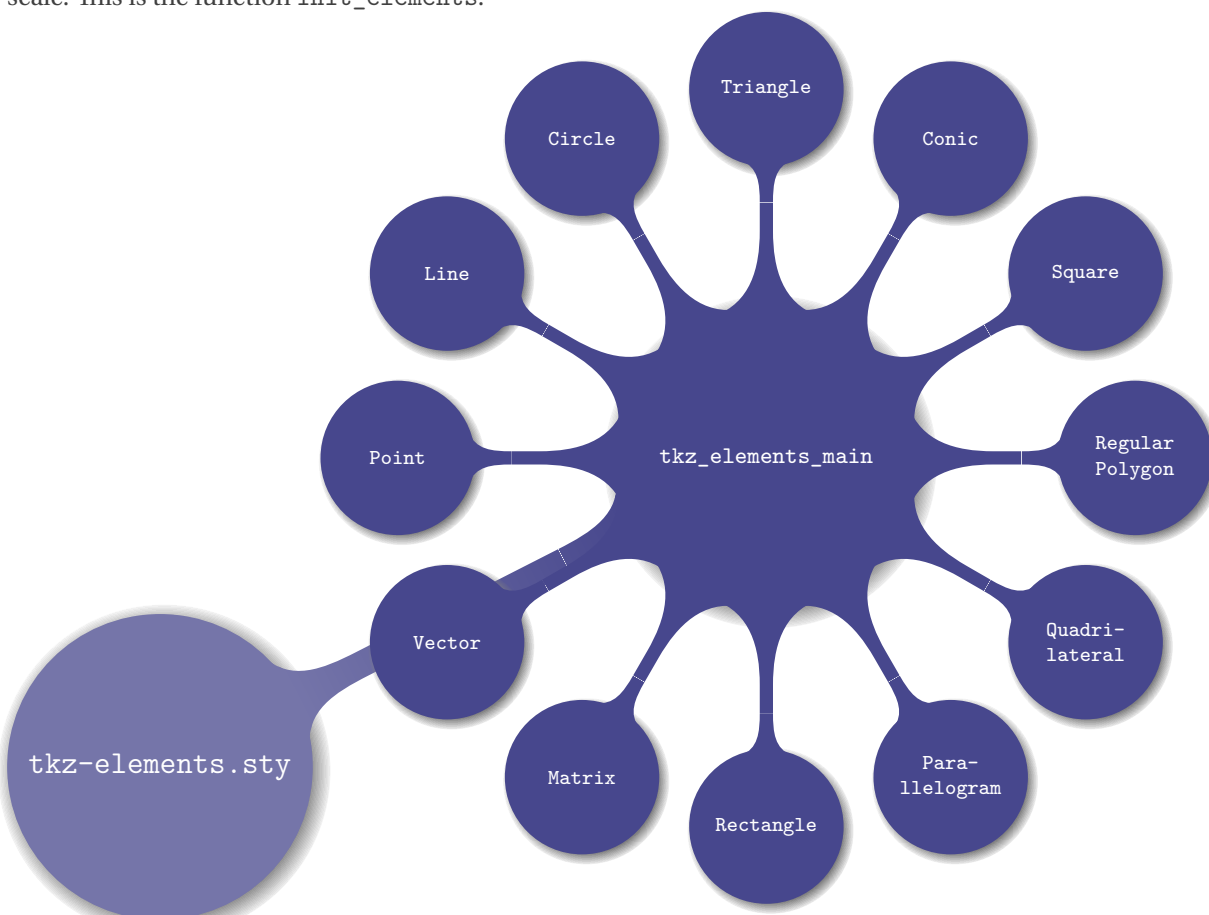 scale. This is the function init_elements.
Triangle
Circle
Conic
Line
Square
Point
tkz_elements_main
Regular
Polygon
Vector
Quadri-
lateral
tkz-elements.sty
Matrix
Para-
llelogram
Rectangle